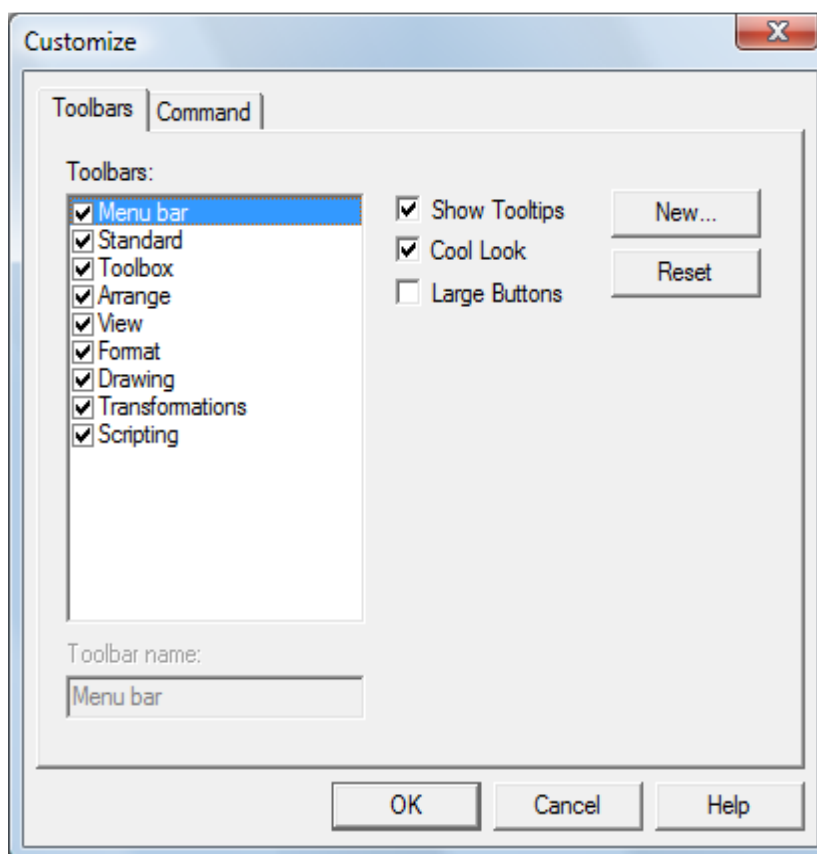 Customize
Toolbars
Command
Toolbars:
Menu bar
Standard
Toolbox
Arrange
View
Format
Drawing
Transformations
Scripting
Show Tooltips
Cool Look
Large Buttons
New...
Reset
Toolbar name:
Menu bar
OK
Cancel
Help